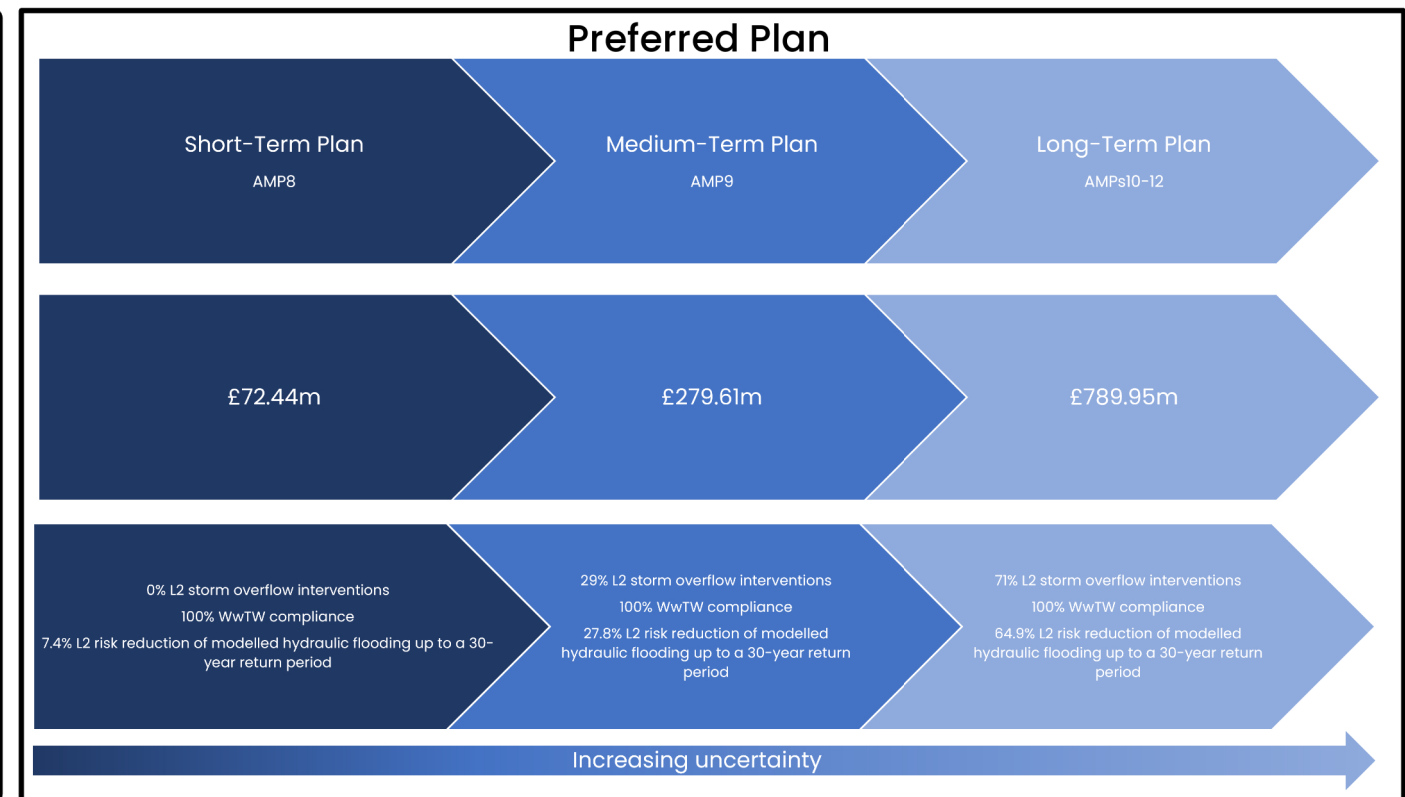 Preferred Plan
Short-Term Plan
AMP8
Medium-Term Plan
AMP9
Long-Term Plan
AMPs10-12
£72.44m
£279.61m
£789.95m
0% L2 storm overflow interventions
100% WwTW compliance
7.4% L2 risk reduction of modelled hydraulic flooding up to a 30-
year return period
29% L2 storm overflow interventions
100% WwTW compliance
27.8% L2 risk reduction of modelled
hydraulic flooding up to a 30-year return
period
71% L2 storm overflow interventions
100% WwTW compliance
64.9% L2 risk reduction of modelled
hydraulic flooding up to a 30-year return
period
Increasing uncertainty